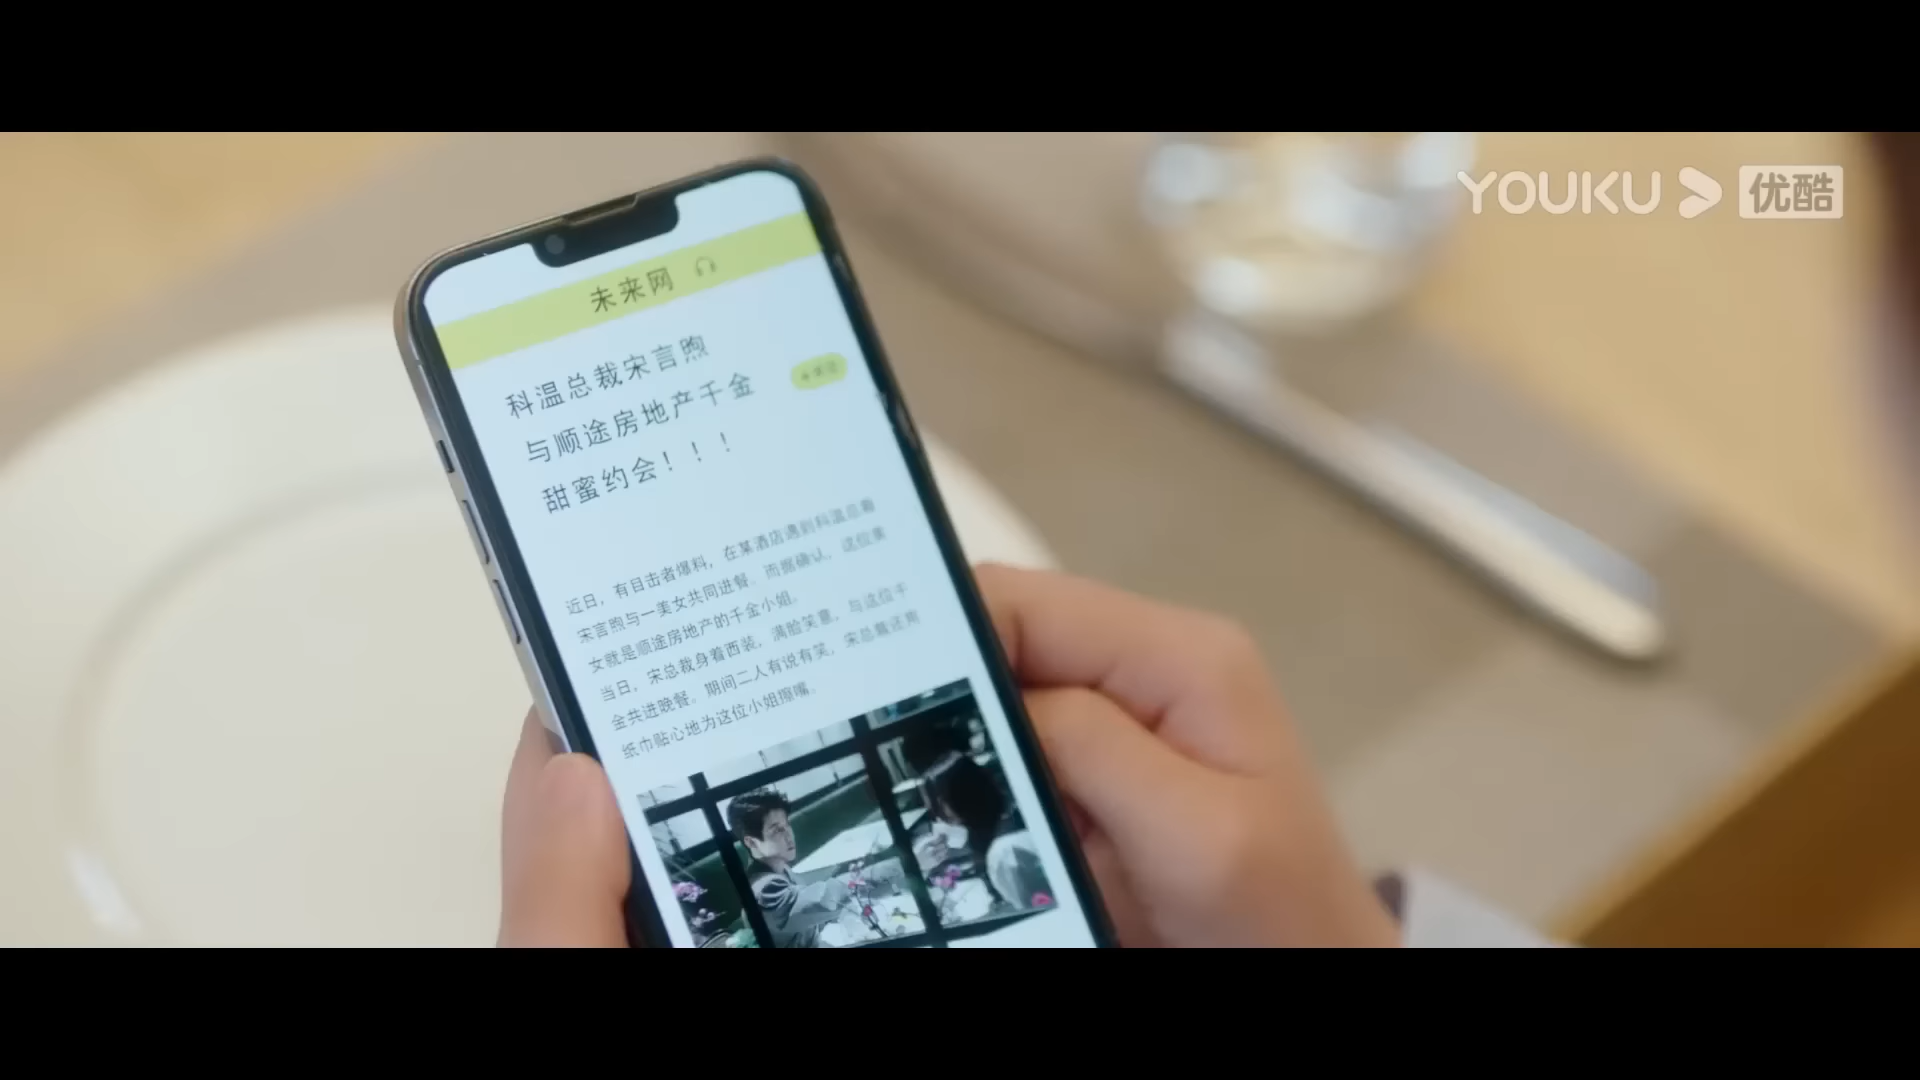 YOUKU 优酷
未来网
科温总裁宋言煦
与顺途房地产千金
甜蜜约会！！！
+关注
近日，有目击者爆料，在某酒店遇到科温总裁
宋言煦与一美女共同进餐。而据确认，这位美
女就是顺途房地产的千金小姐。
当日，宋总裁身着西装，满脸笑意，与这位千
金共进晚餐。期间二人有说有笑，宋总裁还用
纸巾贴心地为这位小姐擦嘴。